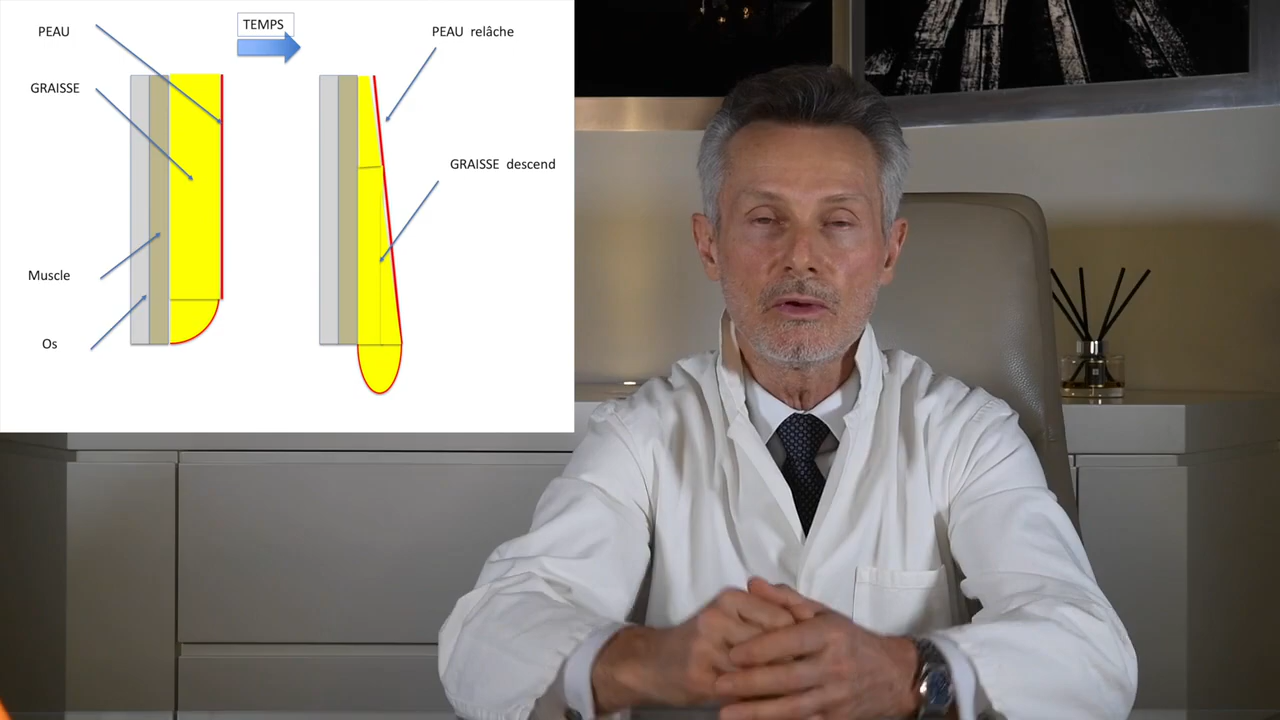 TEMPS
PEAU
GRAISSE
Muscle
Os
PEAU relâche
GRAISSE descend